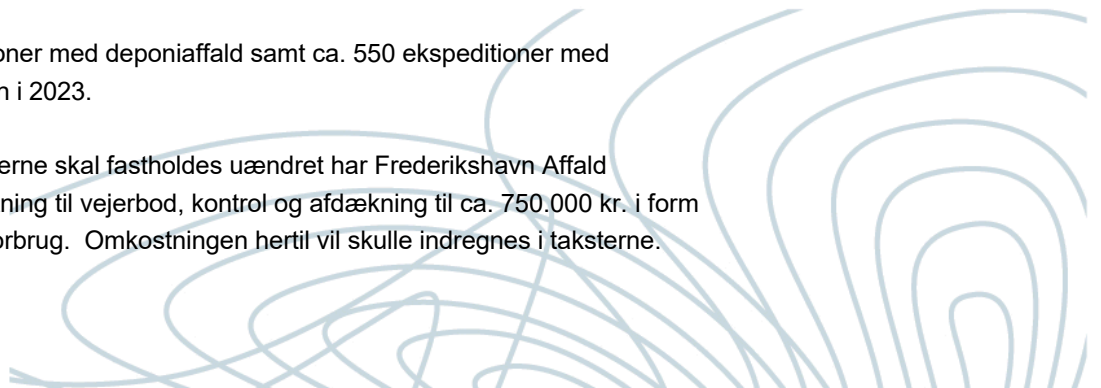 oner med deponiaffald samt ca. 550 ekspeditioner med
n i 2023.
erne skal fastholdes uændret har Frederikshavn Affald
ning til vejerbod, kontrol og afdækning til ca. 750.000 kr. i form
orbrug.  Omkostningen hertil vil skulle indregnes i taksterne.